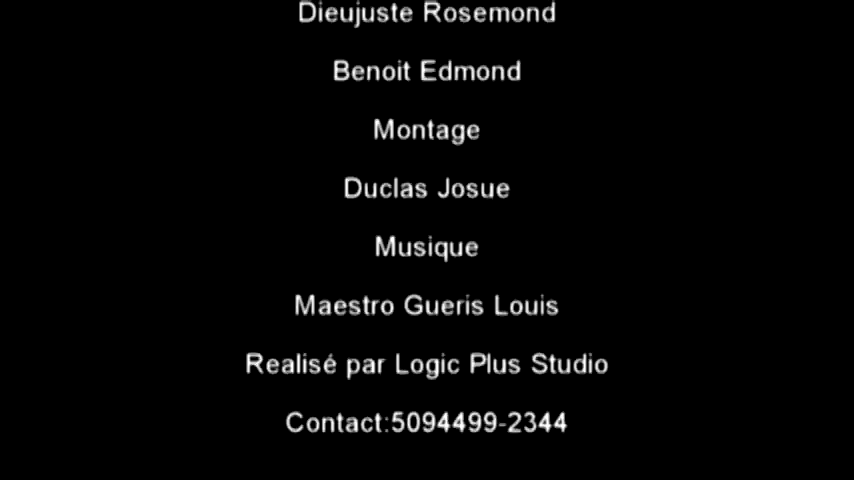 Dieujuste Rosemond
Benoit Edmond
Montage
Duclas Josue
Musique
Maestro Gueris Louis
Realisé par Logic Plus Studio
Contact:5094499-2344